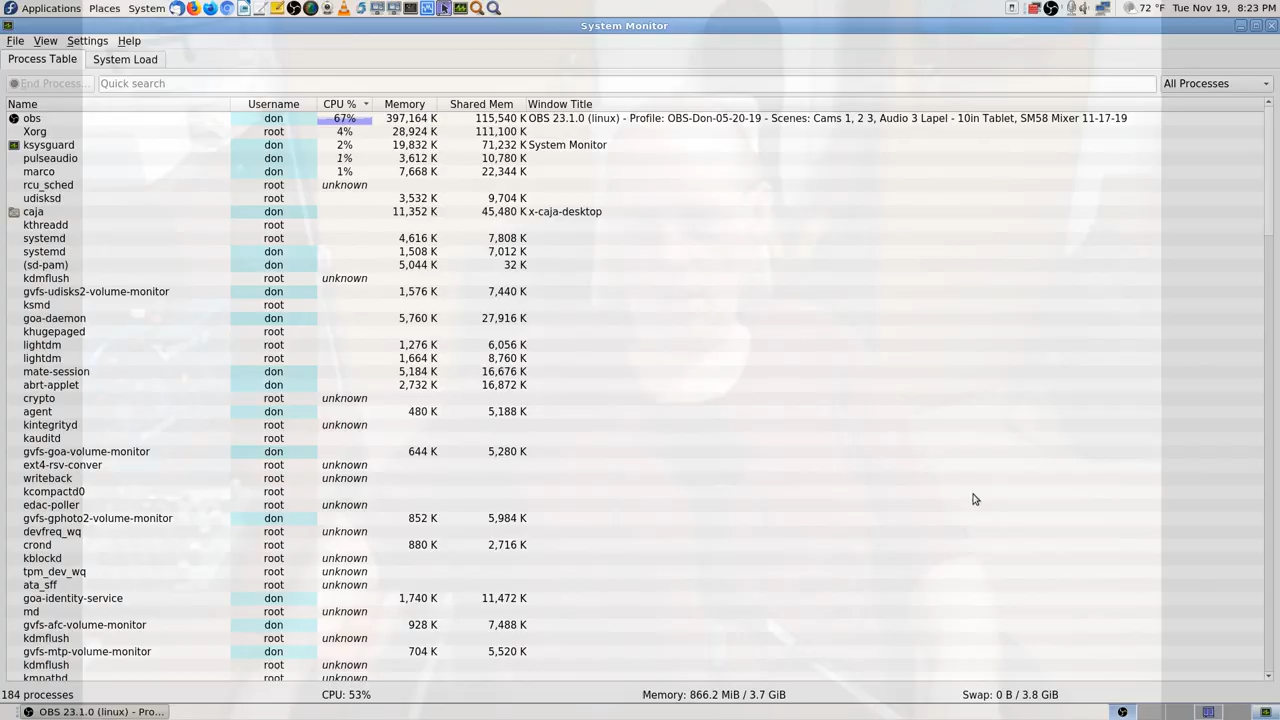 Applications Places System 72 °F Tue Nov 19, 8:23 PM
System Monitor
File View Settings Help
Process Table System Load
End Process... Quick search All Processes
Name Username CPU % Memory Shared Mem Window Title
obs don 67% 397,164 K 115,540 K OBS 23.1.0 (linux) - Profile: OBS-Don-05-20-19 - Scenes: Cams 1, 2 3, Audio 3 Lapel - 10in Tablet, SM58 Mixer 11-17-19
Xorg root 4% 28,924 K 111,100 K
ksysguard don 2% 19,832 K 71,232 K System Monitor
pulseaudio don 1% 3,612 K 10,780 K
marco don 1% 7,668 K 22,344 K
rcu_sched root unknown
udisksd root 3,532 K 9,704 K
caja don 11,352 K 45,480 K x-caja-desktop
kthreadd root
systemd root 4,616 K 7,808 K
systemd don 1,508 K 7,012 K
(sd-pam) don 5,044 K 32 K
kdmflush root unknown
gvfs-udisks2-volume-monitor don 1,576 K 7,440 K
ksmd root
goa-daemon don 5,760 K 27,916 K
khugepaged root
lightdm root 1,276 K 6,056 K
lightdm root 1,664 K 8,760 K
mate-session don 5,184 K 16,676 K
abrt-applet don 2,732 K 16,872 K
crypto root unknown
agent don 480 K 5,188 K
kintegrityd root unknown
kauditd root
gvfs-goa-volume-monitor don 644 K 5,280 K
ext4-rsv-conver root unknown
writeback root unknown
kcompactd0 root
edac-poller root unknown
gvfs-gphoto2-volume-monitor don 852 K 5,984 K
devfreq_wq root unknown
crond root 880 K 2,716 K
kblockd root unknown
tpm_dev_wq root unknown
ata_sff root unknown
goa-identity-service don 1,740 K 11,472 K
md root unknown
gvfs-afc-volume-monitor don 928 K 7,488 K
kdmflush root unknown
gvfs-mtp-volume-monitor don 704 K 5,520 K
kdmflush root unknown
kmpathd root unknown
184 processes CPU: 53% Memory: 866.2 MiB / 3.7 GiB Swap: 0 B / 3.8 GiB
OBS 23.1.0 (linux) - Pro...